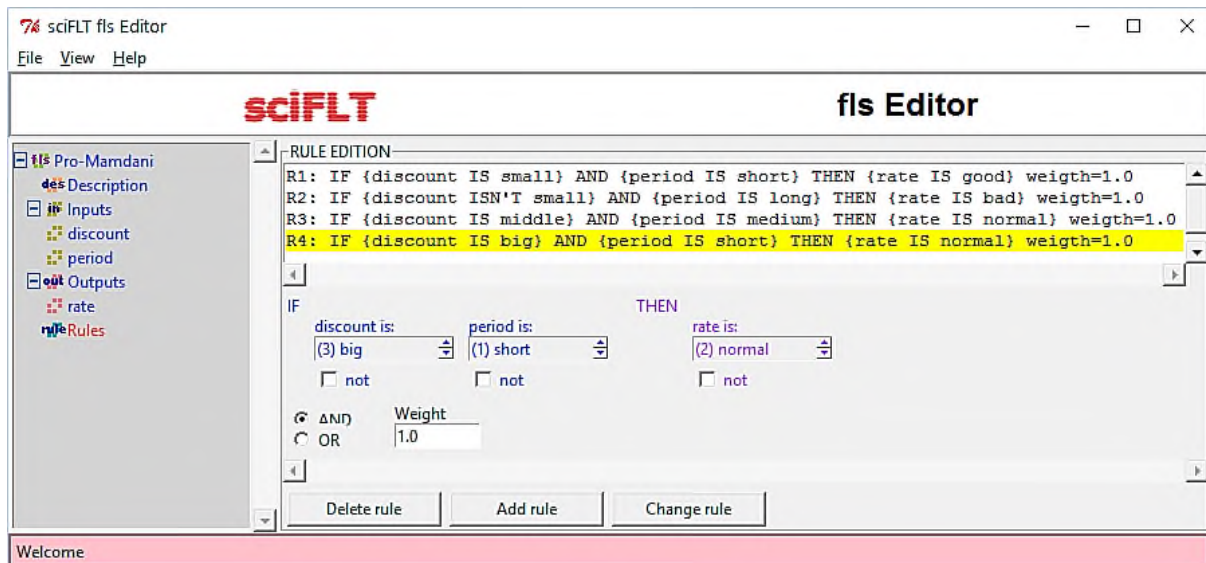 sciFLT fls Editor
File View Help
sciFLT fls Editor
fls Pro-Mamdani
des Description
in Inputs
discount
period
out Outputs
rate
rule Rules
RULE EDITION
R1: IF {discount IS small} AND {period IS short} THEN {rate IS good} weigth=1.0
R2: IF {discount ISN'T small} AND {period IS long} THEN {rate IS bad} weigth=1.0
R3: IF {discount IS middle} AND {period IS medium} THEN {rate IS normal} weigth=1.0
R4: IF {discount IS big} AND {period IS short} THEN {rate IS normal} weigth=1.0
IF THEN
discount is: period is: rate is:
(3) big (1) short (2) normal
not not not
AND Weight
OR 1.0
Delete rule Add rule Change rule
Welcome